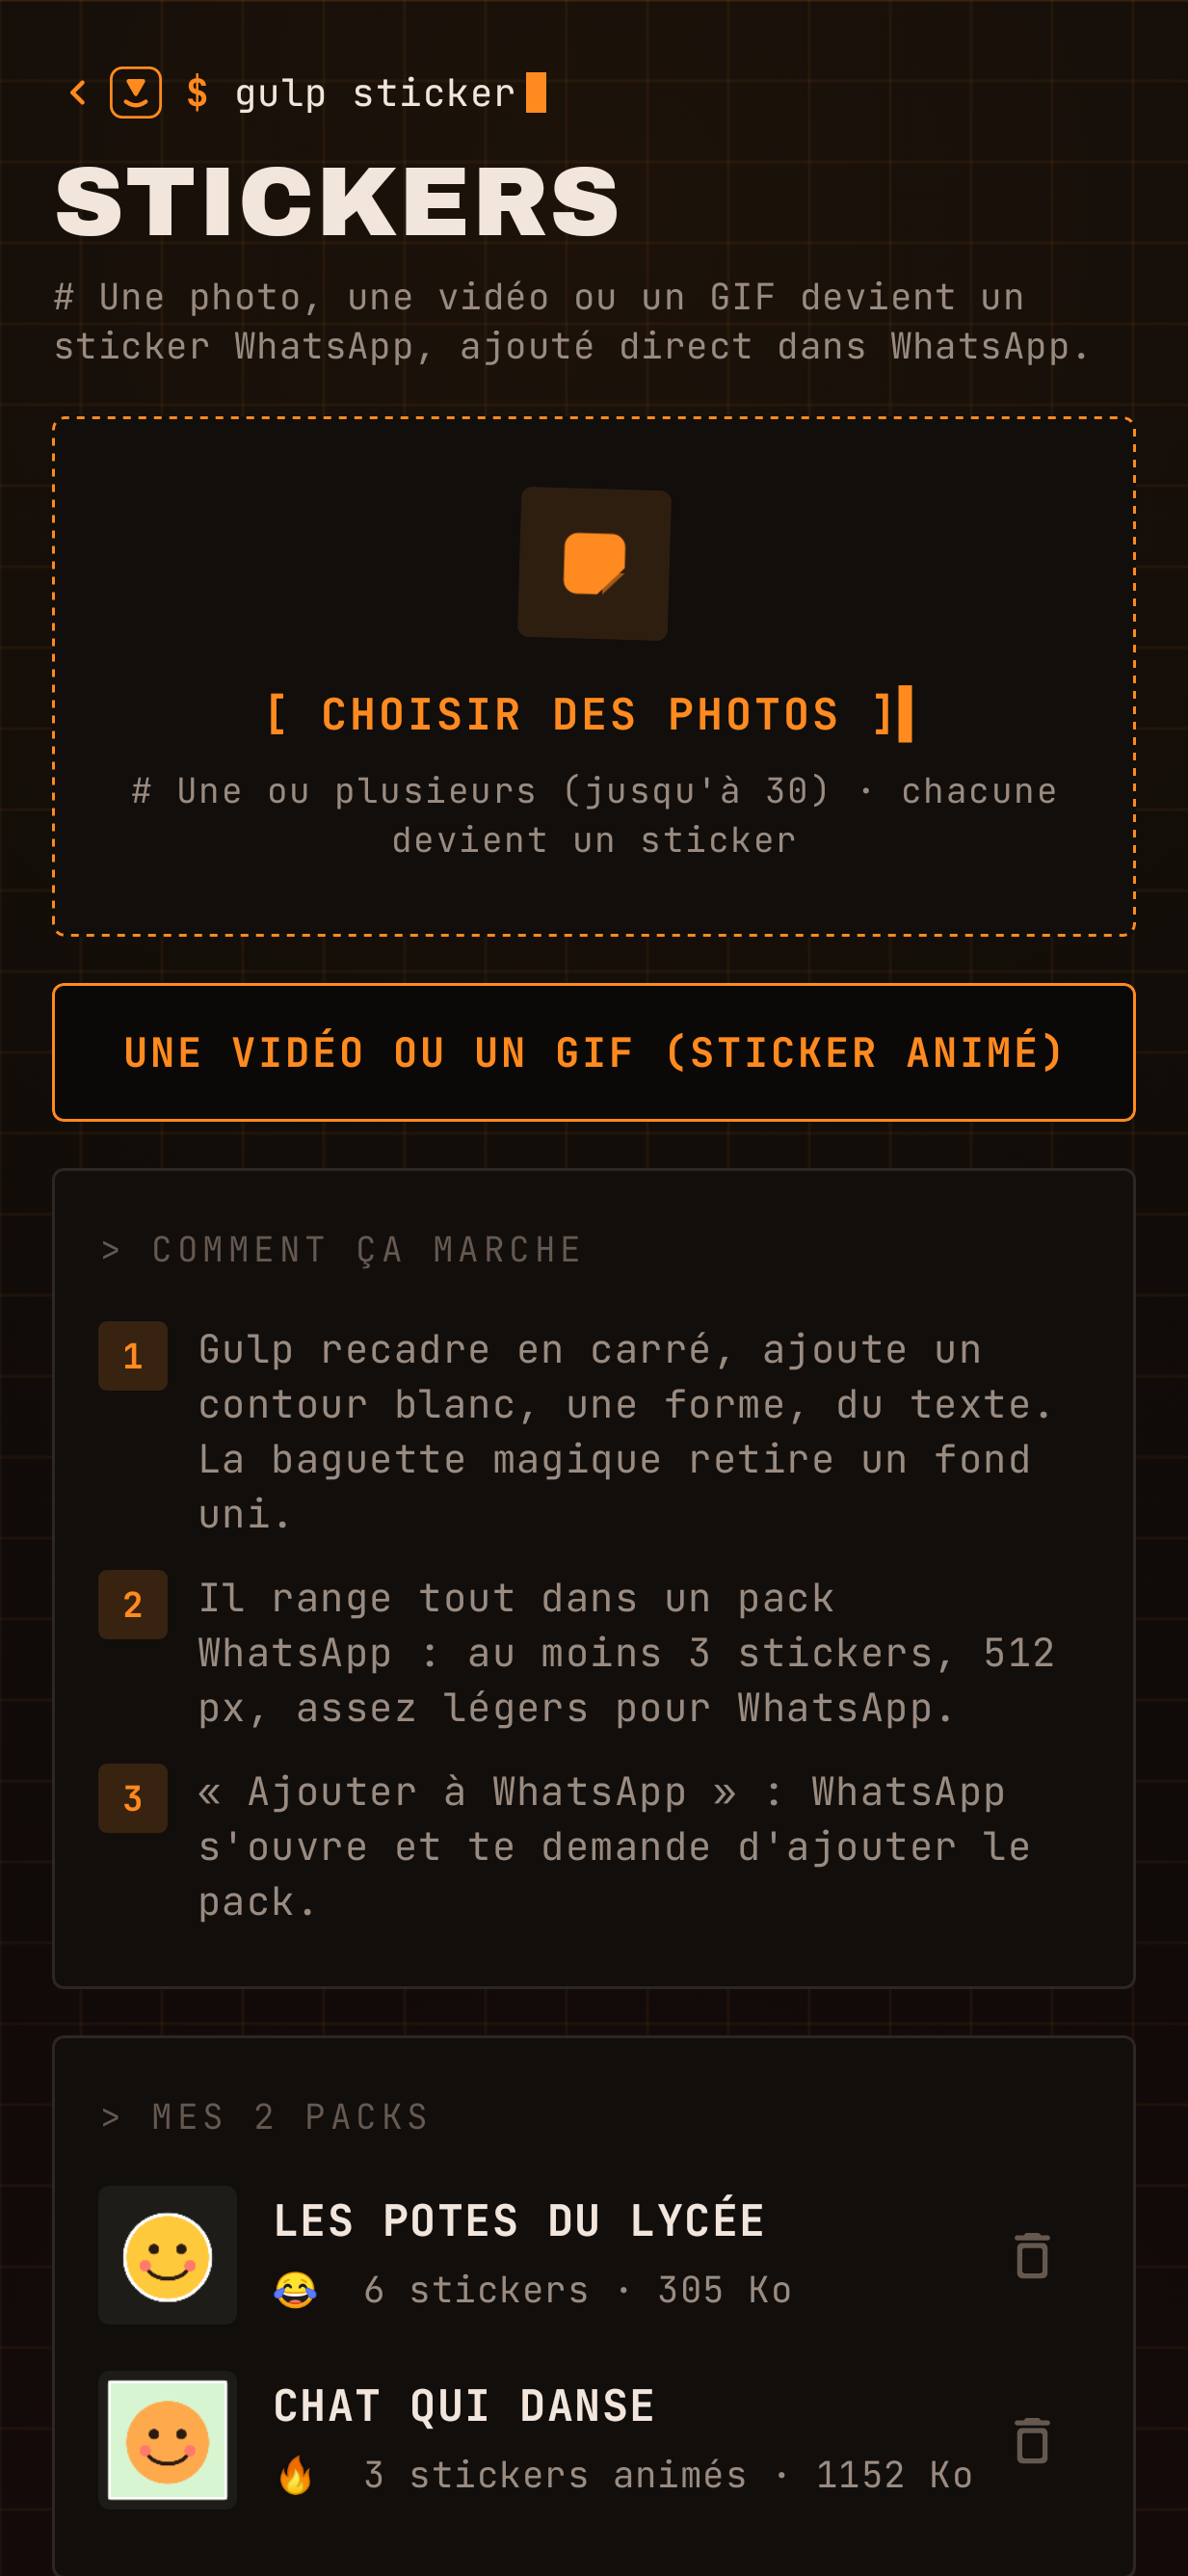 $ gulp sticker
STICKERS
# Une photo, une vidéo ou un GIF devient un
sticker WhatsApp, ajouté direct dans WhatsApp.
[ CHOISIR DES PHOTOS ]
# Une ou plusieurs (jusqu'à 30) · chacune
devient un sticker
UNE VIDÉO OU UN GIF (STICKER ANIMÉ)
> COMMENT ÇA MARCHE
1 Gulp recadre en carré, ajoute un
contour blanc, une forme, du texte.
La baguette magique retire un fond
uni.
2 Il range tout dans un pack
WhatsApp : au moins 3 stickers, 512
px, assez légers pour WhatsApp.
3 « Ajouter à WhatsApp » : WhatsApp
s'ouvre et te demande d'ajouter le
pack.
> MES 2 PACKS
LES POTES DU LYCÉE
😂 6 stickers · 305 Ko
CHAT QUI DANSE
🔥 3 stickers animés · 1152 Ko